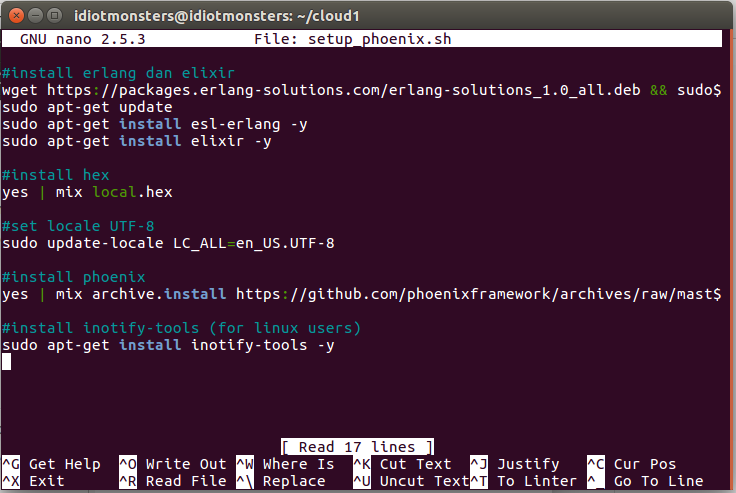 idiotmonsters@idiotmonsters: ~/cloud1
GNU nano 2.5.3 File: setup_phoenix.sh
#install erlang dan elixir
wget https://packages.erlang-solutions.com/erlang-solutions_1.0_all.deb && sudo$
sudo apt-get update
sudo apt-get install esl-erlang -y
sudo apt-get install elixir -y
#install hex
yes | mix local.hex
#set locale UTF-8
sudo update-locale LC_ALL=en_US.UTF-8
#install phoenix
yes | mix archive.install https://github.com/phoenixframework/archives/raw/mast$
#install inotify-tools (for linux users)
sudo apt-get install inotify-tools -y
[ Read 17 lines ]
^G Get Help ^O Write Out ^W Where Is ^K Cut Text ^J Justify ^C Cur Pos
^X Exit ^R Read File ^\ Replace ^U Uncut Text ^T To Linter ^_ Go To Line